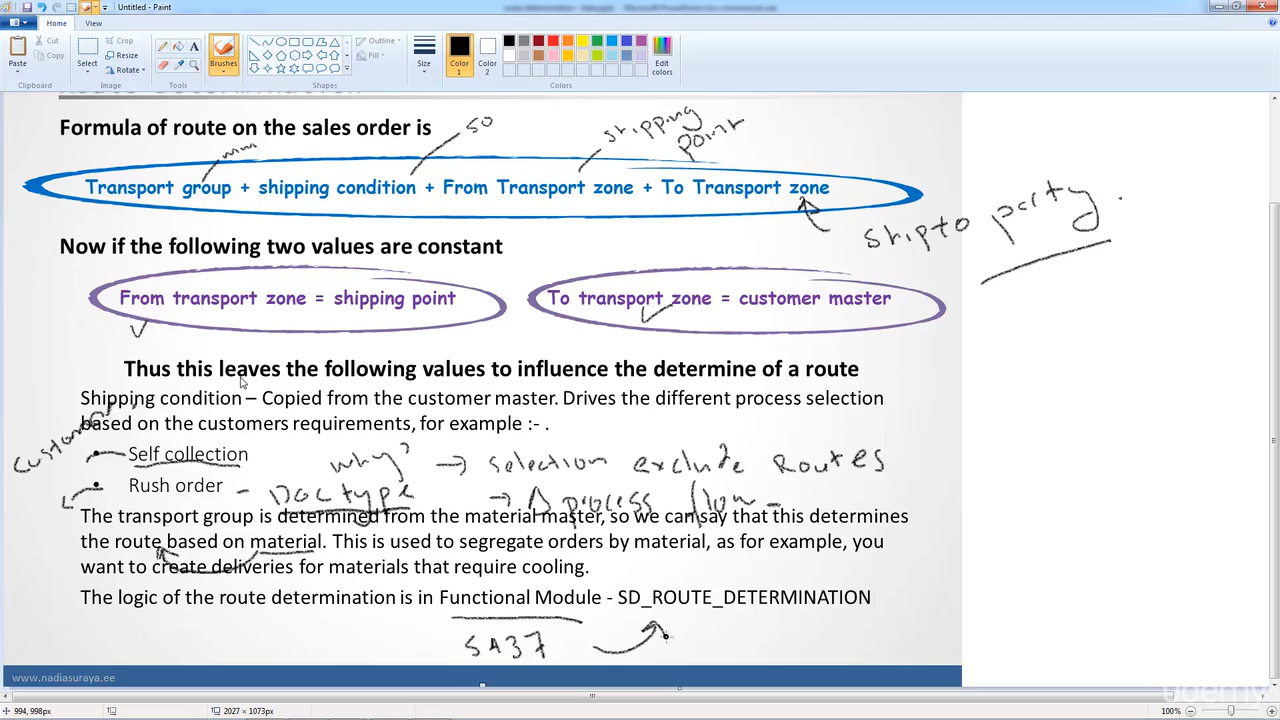 Untitled - Paint
Home View
Paste
Cut
Copy
Clipboard
Select
Crop
Resize
Rotate
Image
Tools
Brushes
Shapes
Outline
Fill
Size
Color 1
Color 2
Edit colors
Colors
Formula of route on the sales order is
mm
SO
shipping point
Transport group + shipping condition + From Transport zone + To Transport zone
shipto party.
Now if the following two values are constant
From transport zone = shipping point
To transport zone = customer master
Thus this leaves the following values to influence the determine of a route
Shipping condition – Copied from the customer master. Drives the different process selection
based on the customers requirements, for example :- .
• Self collection
why? → selection exclude Routes
• Rush order
- Doc type → Δ process flow -
The transport group is determined from the material master, so we can say that this determines
the route based on material. This is used to segregate orders by material, as for example, you
want to create deliveries for materials that require cooling.
The logic of the route determination is in Functional Module - SD_ROUTE_DETERMINATION
SA37
www.nadiasuraya.ee
udemy
994, 998px
2027 × 1073px
100%